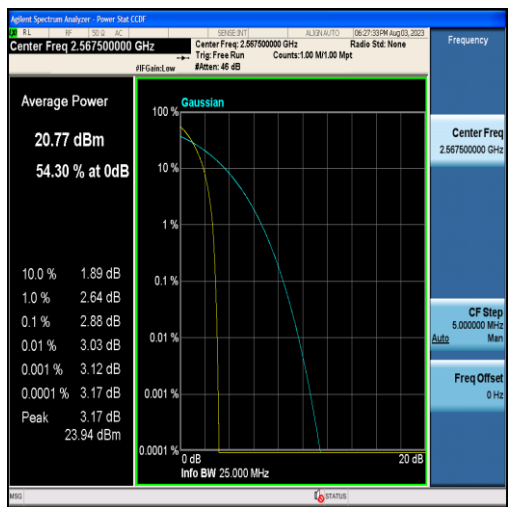 Agilent Spectrum Analyzer - Power Stat CCDF
RL RF 50 Ω AC SENSE:INT ALIGN AUTO 06:27:33 PM Aug 03, 2023
Center Freq 2.567500000 GHz
Center Freq: 2.567500000 GHz Radio Std: None
Trig: Free Run Counts:1.00 M/1.00 Mpt
#IFGain:Low #Atten: 46 dB
Frequency
Average Power
20.77 dBm
54.30 % at 0dB
10.0 % 1.89 dB
1.0 % 2.64 dB
0.1 % 2.88 dB
0.01 % 3.03 dB
0.001 % 3.12 dB
0.0001 % 3.17 dB
Peak 3.17 dB
23.94 dBm
Gaussian
100 %
10 %
1 %
0.1 %
0.01 %
0.001 %
0.0001 %
0 dB 20 dB
Info BW 25.000 MHz
Center Freq
2.567500000 GHz
CF Step
5.000000 MHz
Auto Man
Freq Offset
0 Hz
MSG STATUS